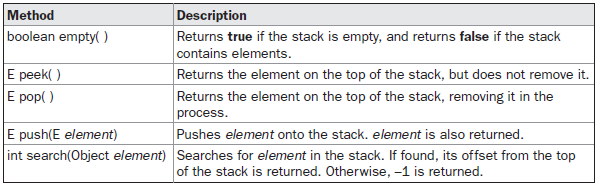 Method Description
boolean empty( ) Returns true if the stack is empty, and returns false if the stack
contains elements.
E peek( ) Returns the element on the top of the stack, but does not remove it.
E pop( ) Returns the element on the top of the stack, removing it in the
process.
E push(E element) Pushes element onto the stack. element is also returned.
int search(Object element) Searches for element in the stack. If found, its offset from the top
of the stack is returned. Otherwise, –1 is returned.